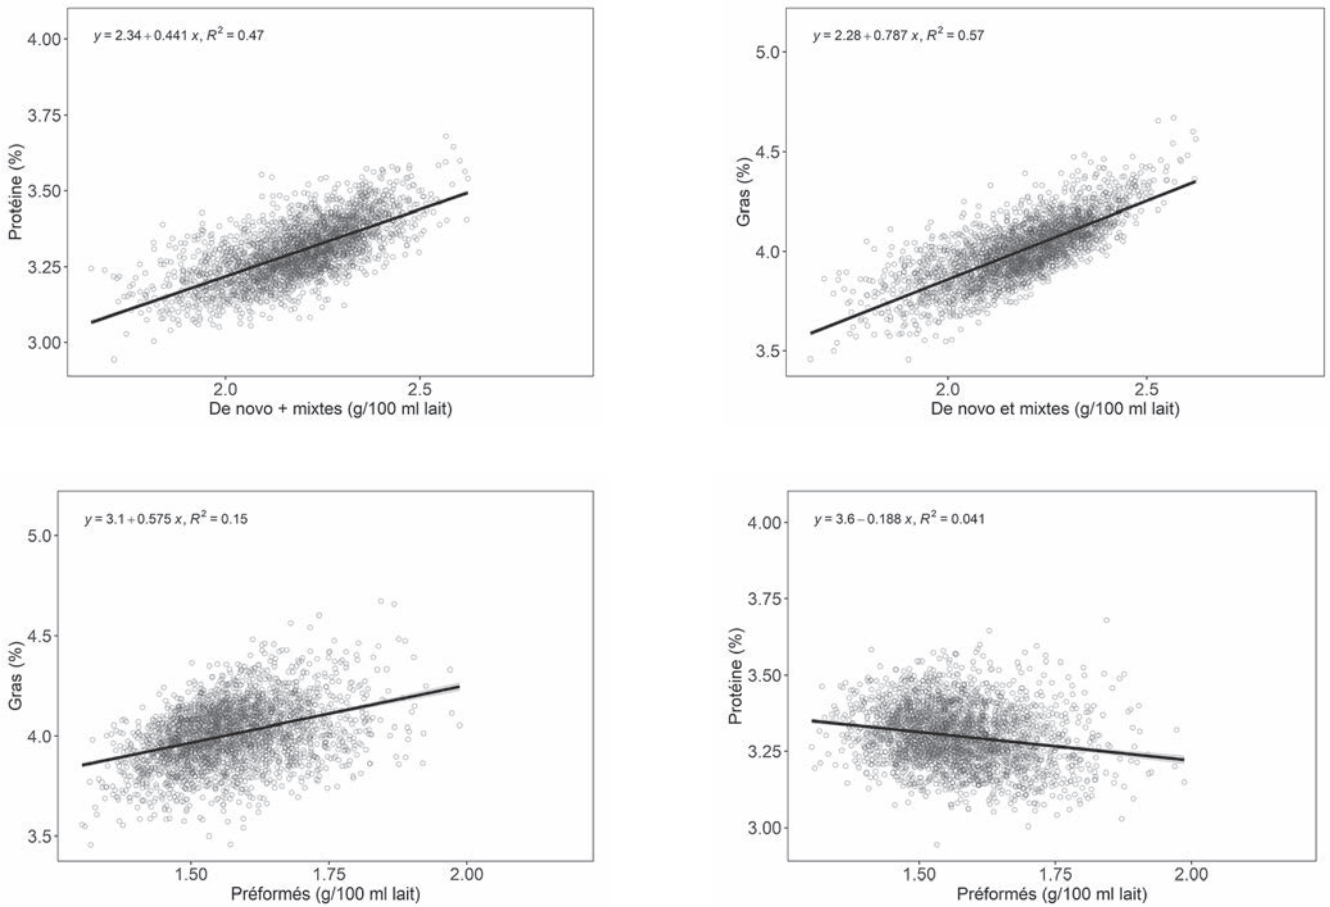 y = 2.34 + 0.441 x, R² = 0.47
4.00
3.75
3.50
3.25
3.00
Protéine (%)
2.0 2.5
De novo + mixtes (g/100 ml lait)
y = 2.28 + 0.787 x, R² = 0.57
5.0
4.5
4.0
3.5
Gras (%)
2.0 2.5
De novo et mixtes (g/100 ml lait)
y = 3.1 + 0.575 x, R² = 0.15
5.0
4.5
4.0
3.5
Gras (%)
1.50 1.75 2.00
Préformés (g/100 ml lait)
y = 3.6 − 0.188 x, R² = 0.041
4.00
3.75
3.50
3.25
3.00
Protéine (%)
1.50 1.75 2.00
Préformés (g/100 ml lait)